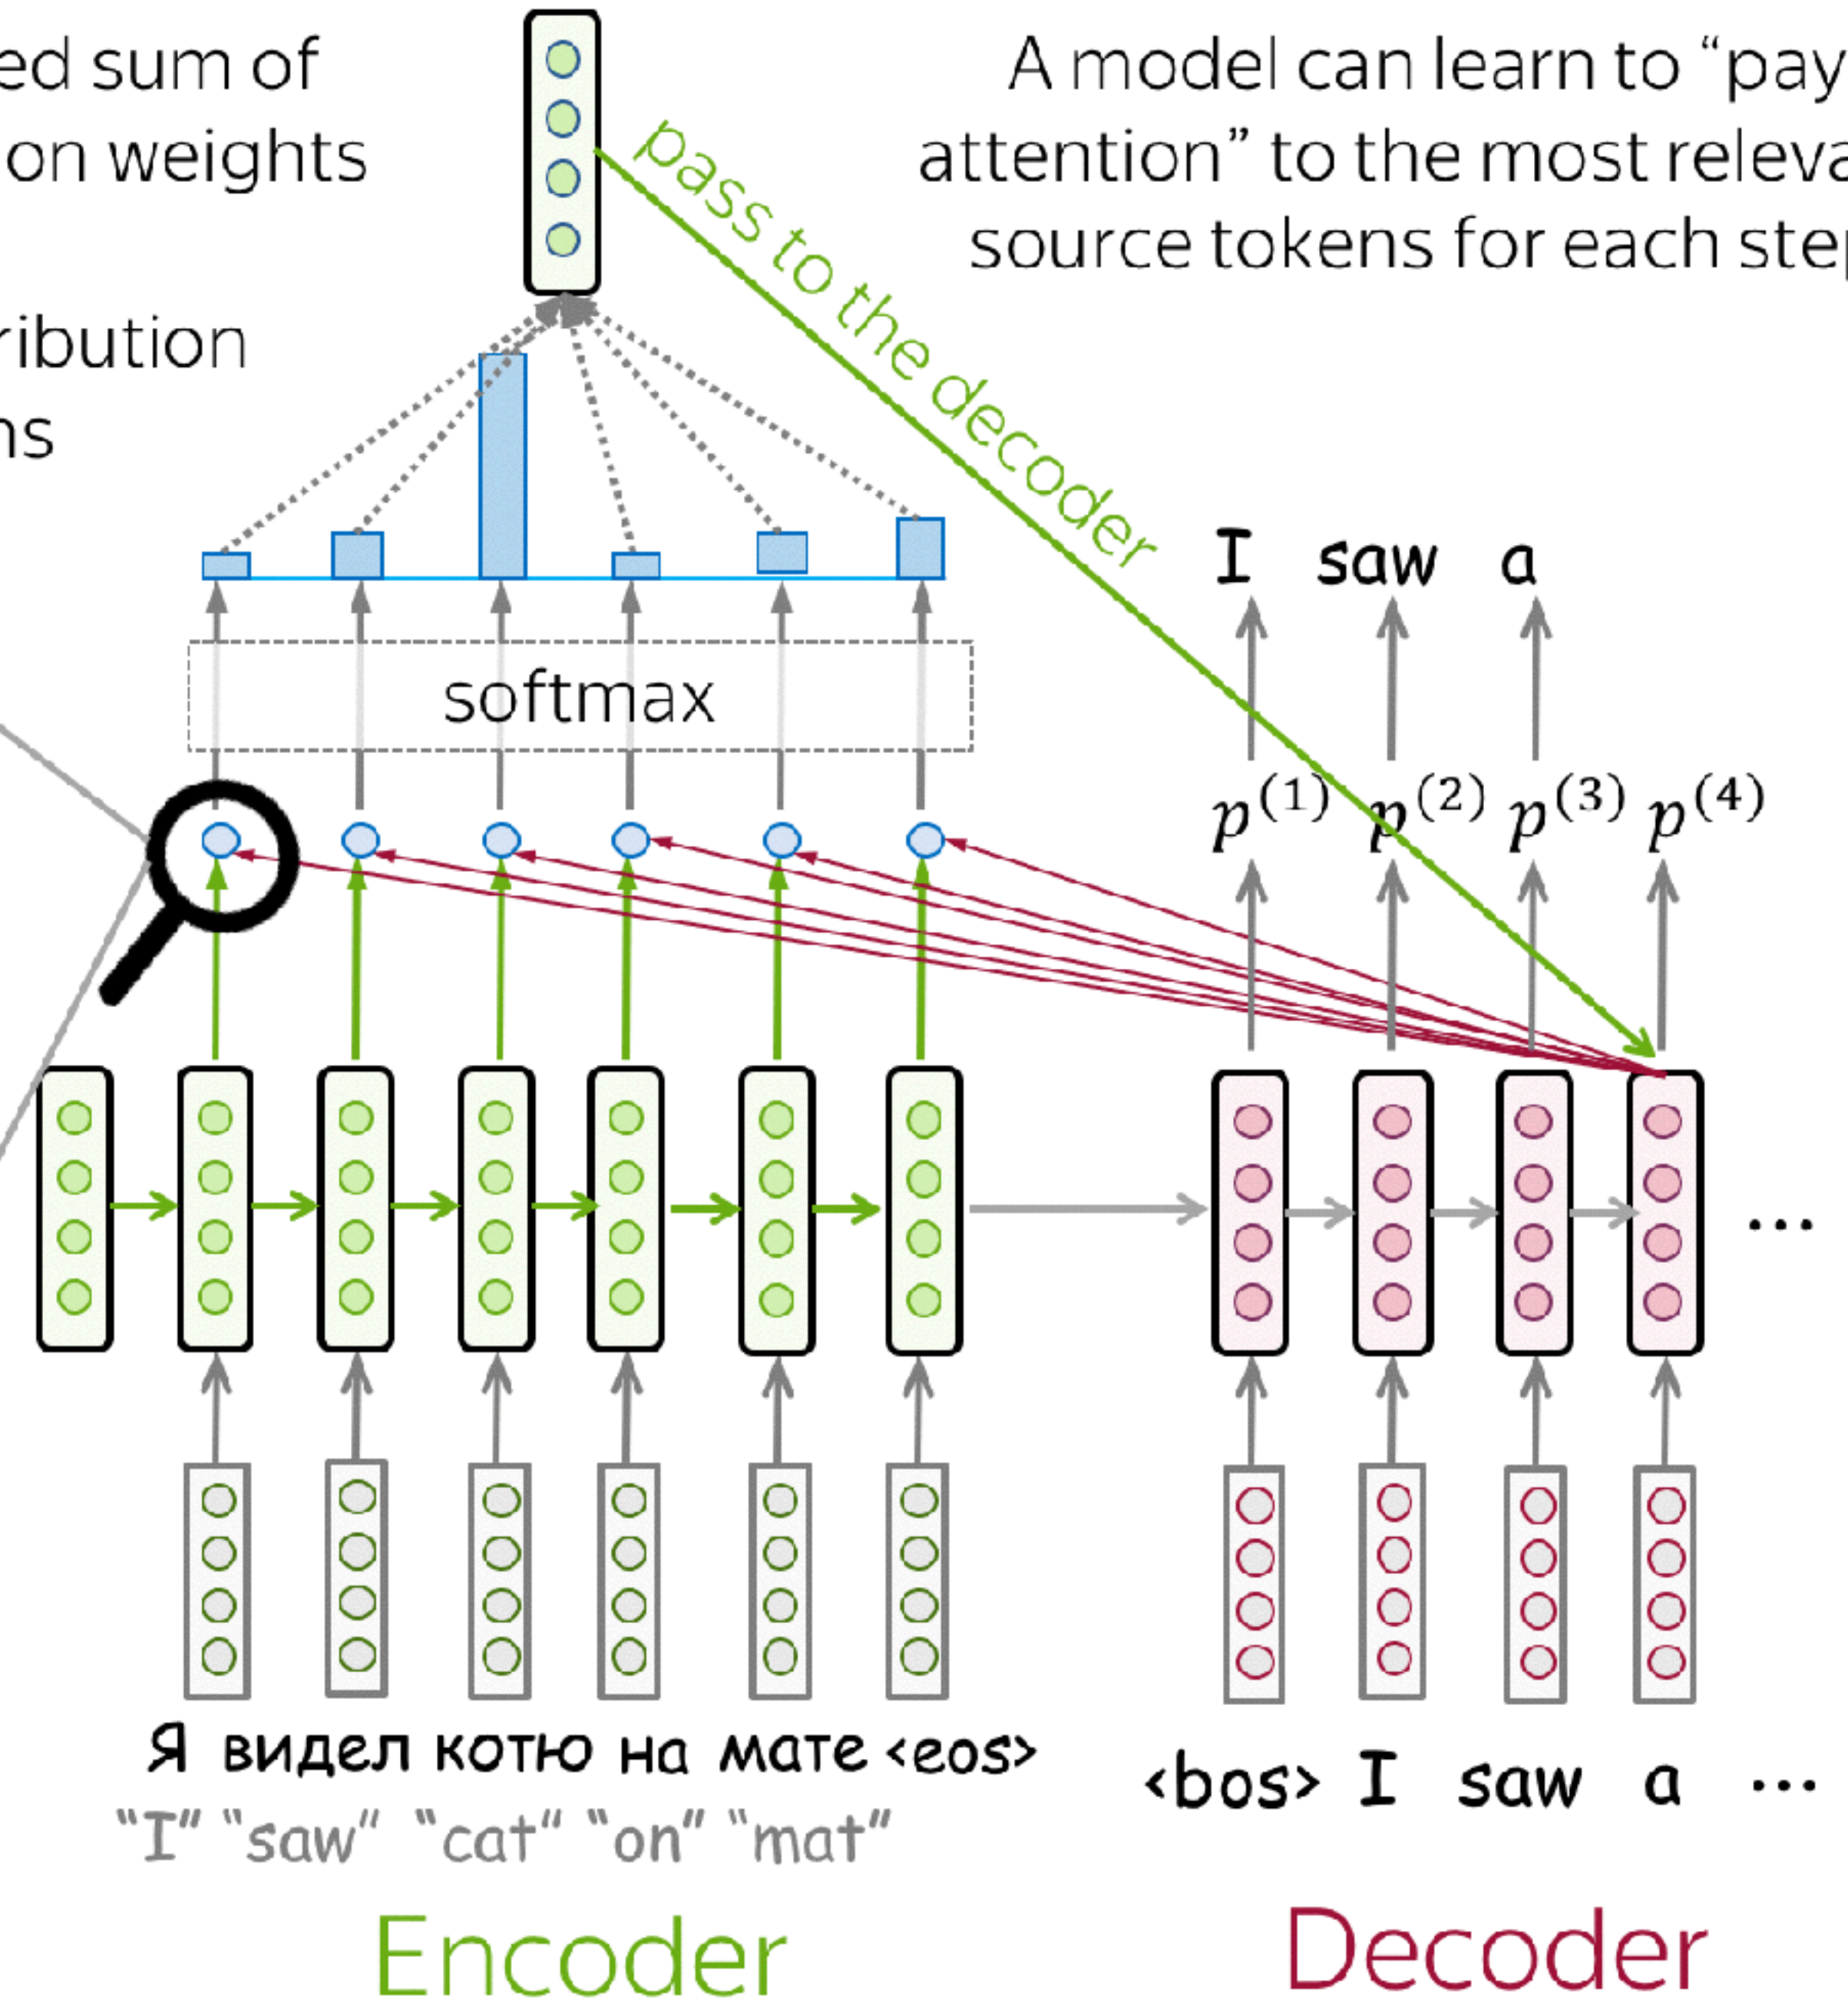 ed sum of
on weights
ribution
ns
A model can learn to “pay
attention” to the most releva
source tokens for each step
pass to the decoder
I saw a
softmax
p(1) p(2) p(3) p(4)
...
Я видел котю на мате <eos>
“I” “saw” “cat” “on” “mat”
<bos> I saw a ...
Encoder
Decoder